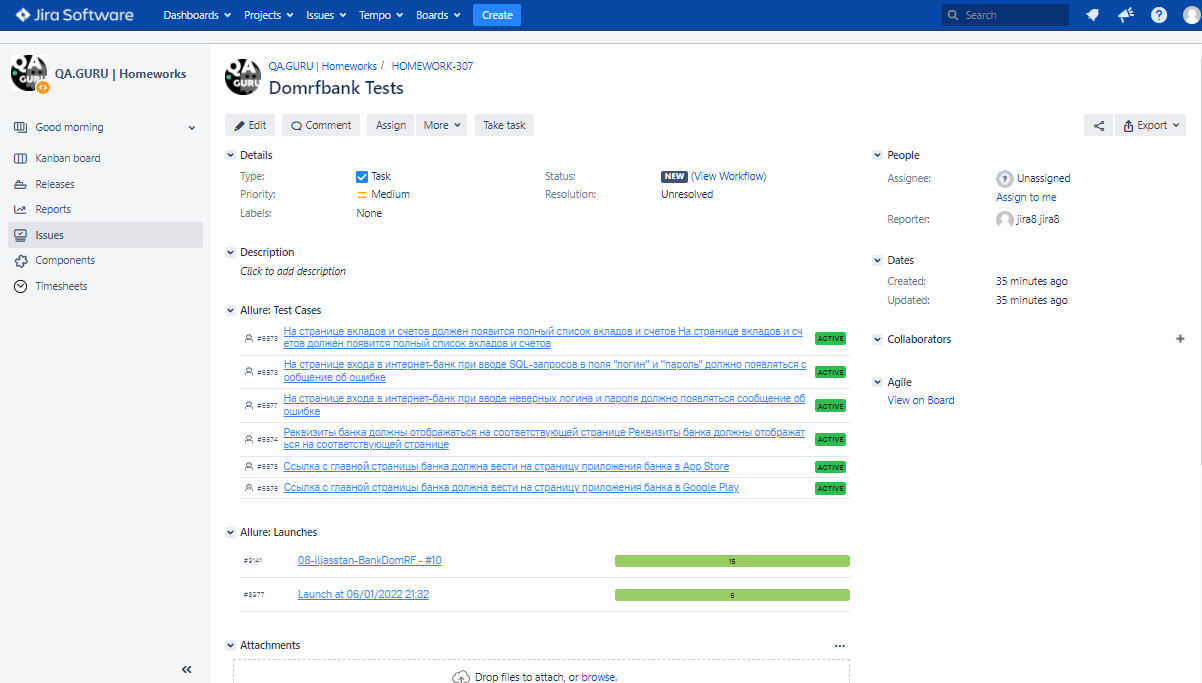 Jira Software
Dashboards Projects Issues Tempo Boards Create Search
QA.GURU | Homeworks
Good morning
Kanban board
Releases
Reports
Issues
Components
Timesheets
QA.GURU | Homeworks / HOMEWORK-307
Domrfbank Tests
Edit Comment Assign More Take task Export
Details
Type: Task Status: NEW (View Workflow)
Priority: Medium Resolution: Unresolved
Labels: None
Description
Click to add description
Allure: Test Cases
На странице вкладов и счетов должен появится полный список вкладов и счетов На странице вкладов и сч
етов должен появится полный список вкладов и счетов
ACTIVE
На странице входа в интернет-банк при вводе SQL-запросов в поля "логин" и "пароль" должно появляться с
ообщение об ошибке
ACTIVE
#6577 На странице входа в интернет-банк при вводе неверных логина и пароля должно появляться сообщение об
ошибке
ACTIVE
#6574 Реквизиты банка должны отображаться на соответствующей странице Реквизиты банка должны отображат
ься на соответствующей странице
ACTIVE
#6575 Ссылка с главной страницы банка должна вести на страницу приложения банка в App Store ACTIVE
#6576 Ссылка с главной страницы банка должна вести на страницу приложения банка в Google Play ACTIVE
Allure: Launches
#9141 08-iljasstan-BankDomRF - #10 15
#8977 Launch at 06/01/2022 21:32 6
Attachments
Drop files to attach, or browse.
People
Assignee: Unassigned
Assign to me
Reporter: jira8 jira8
Dates
Created: 35 minutes ago
Updated: 35 minutes ago
Collaborators
Agile
View on Board